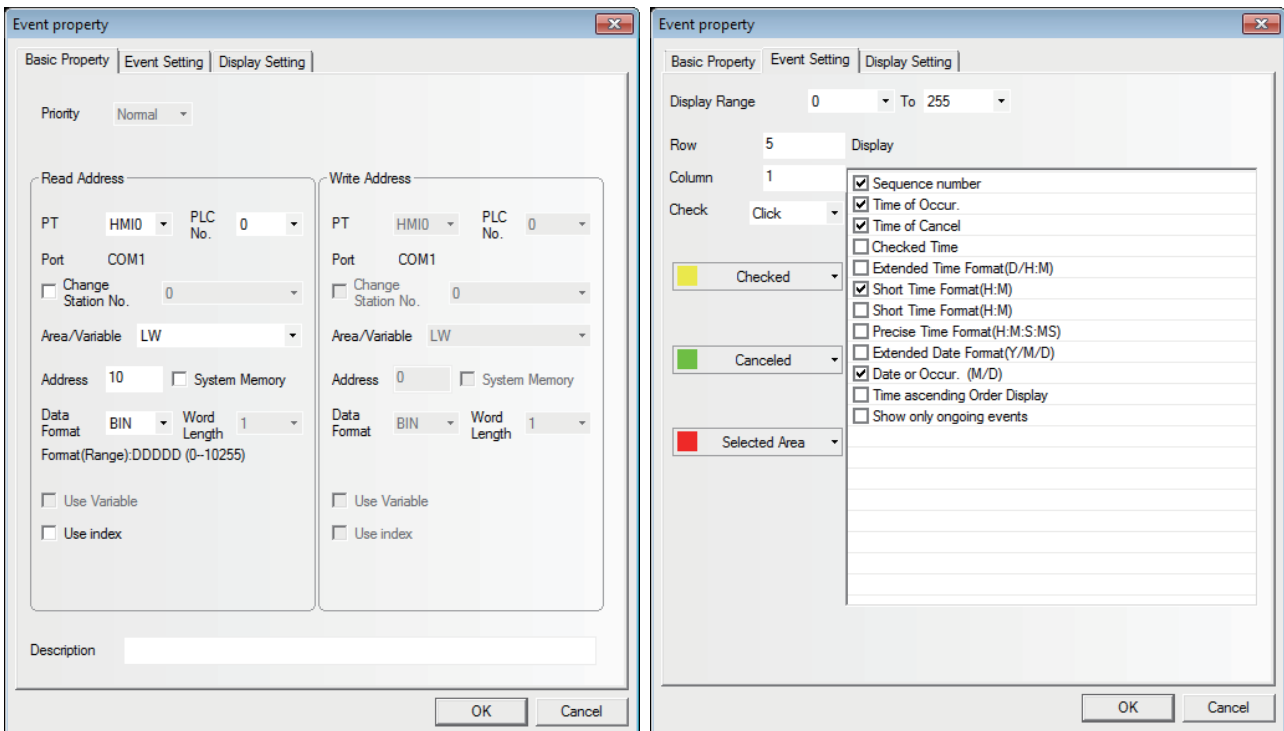 Event property
Basic Property Event Setting Display Setting
Priority Normal
Read Address
PT HMI0 PLC No. 0
Port COM1
Change Station No. 0
Area/Variable LW
Address 10 System Memory
Data Format BIN Word Length 1
Format(Range):DDDDD (0~10255)
Use Variable
Use index
Write Address
PT HMI0 PLC No. 0
Port COM1
Change Station No. 0
Area/Variable LW
Address 0 System Memory
Data Format BIN Word Length 1
Use Variable
Use index
Description
OK Cancel
Event property
Basic Property Event Setting Display Setting
Display Range 0 To 255
Row 5 Display
Column 1
Check Click
Checked
Canceled
Selected Area
Sequence number
Time of Occur.
Time of Cancel
Checked Time
Extended Time Format(D/H:M)
Short Time Format(H:M)
Short Time Format(H:M)
Precise Time Format(H:M:S:MS)
Extended Date Format(Y/M/D)
Date or Occur. (M/D)
Time ascending Order Display
Show only ongoing events
OK Cancel